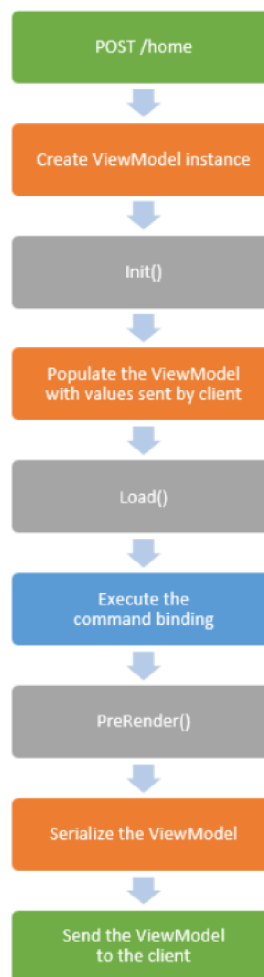 POST /home
Create ViewModel instance
Init()
Populate the ViewModel
with values sent by client
Load()
Execute the
command binding
PreRender()
Serialize the ViewModel
Send the ViewModel
to the client